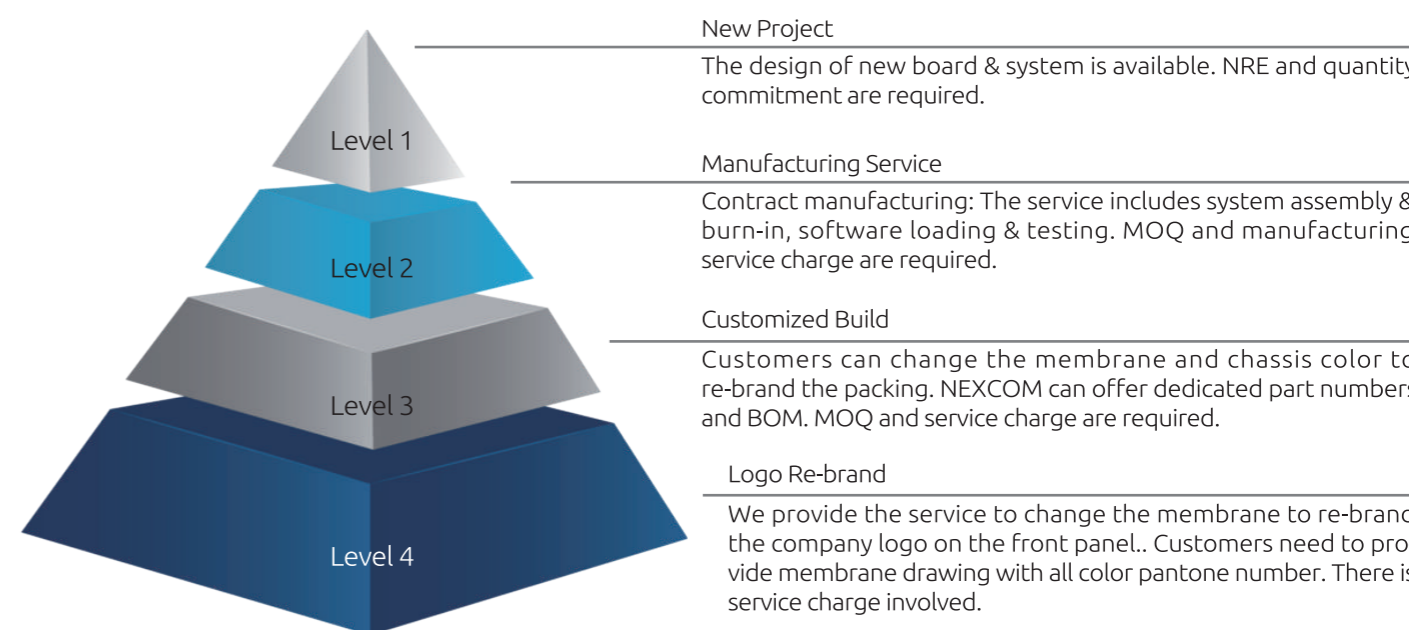 New Project
The design of new board & system is available. NRE and quantity
commitment are required.
Level 1
Manufacturing Service
Contract manufacturing: The service includes system assembly &
burn-in, software loading & testing. MOQ and manufacturing
service charge are required.
Level 2
Customized Build
Customers can change the membrane and chassis color to
re-brand the packing. NEXCOM can offer dedicated part numbers
and BOM. MOQ and service charge are required.
Level 3
Logo Re-brand
We provide the service to change the membrane to re-brand
the company logo on the front panel.. Customers need to pro
vide membrane drawing with all color pantone number. There is
service charge involved.
Level 4